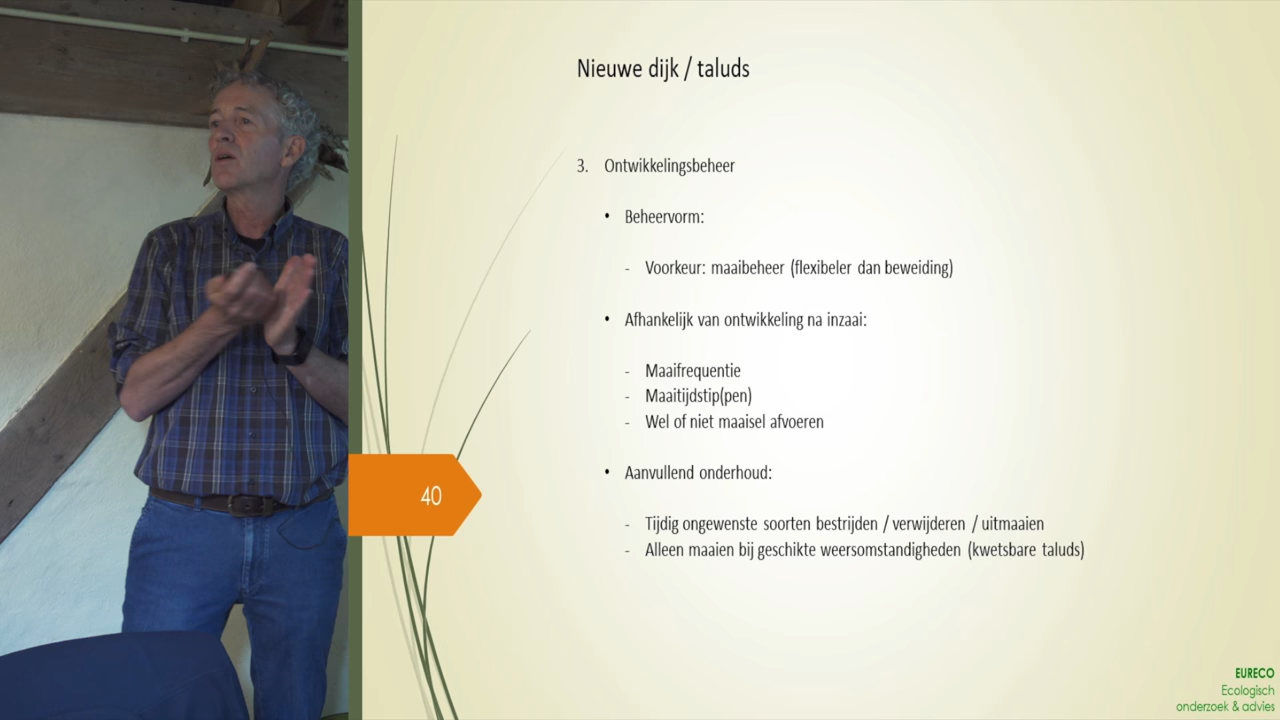 Nieuwe dijk / taluds
3. Ontwikkelingsbeheer
• Beheervorm:
- Voorkeur: maaibeheer (flexibeler dan beweiding)
• Afhankelijk van ontwikkeling na inzaai:
- Maaifrequentie
- Maaitijdstip(pen)
- Wel of niet maaisel afvoeren
• Aanvullend onderhoud:
- Tijdig ongewenste soorten bestrijden / verwijderen / uitmaaien
- Alleen maaien bij geschikte weersomstandigheden (kwetsbare taluds)
40
EURECO
Ecologisch
onderzoek & advies